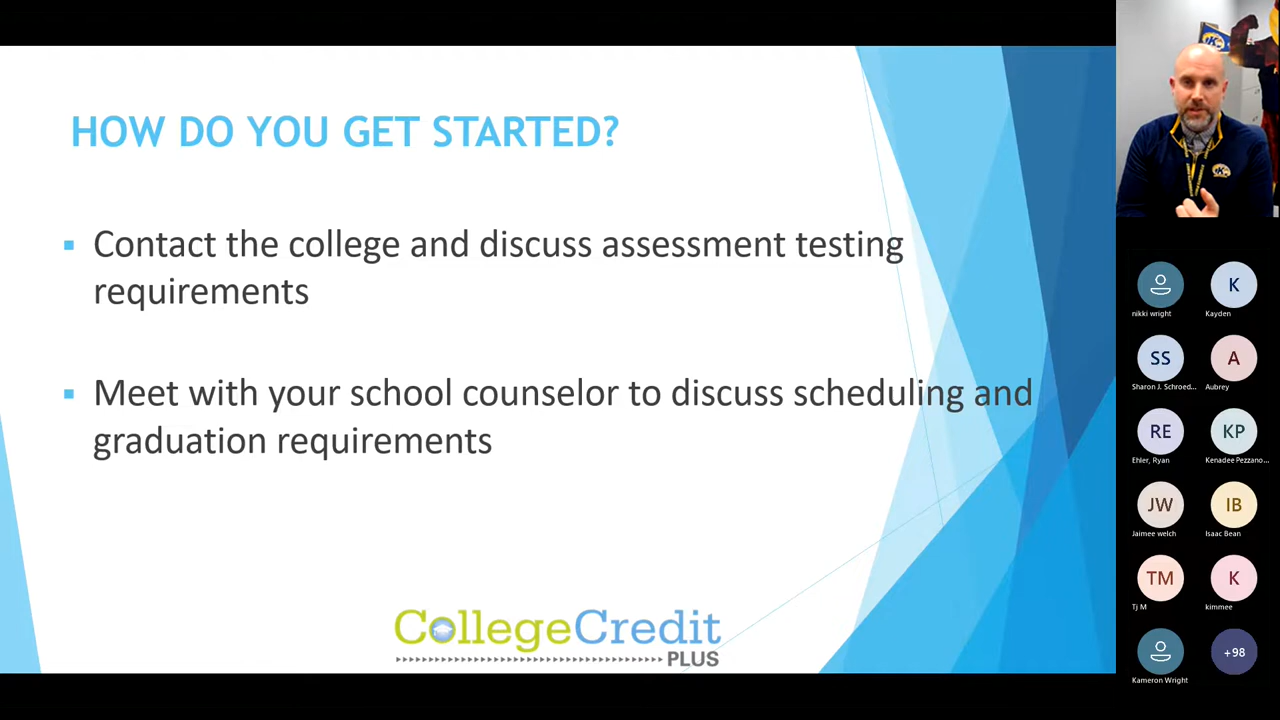 HOW DO YOU GET STARTED?
Contact the college and discuss assessment testing
requirements
Meet with your school counselor to discuss scheduling and
graduation requirements
CollegeCredit
PLUS
nikki wright
K
Kayden
SS
Sharon J. Schroed...
A
Aubrey
RE
Ehler, Ryan
KP
Kenadee Pezzano...
JW
Jaimee welch
IB
Isaac Bean
TM
Tj M
K
kimmee
Kameron Wright
+98